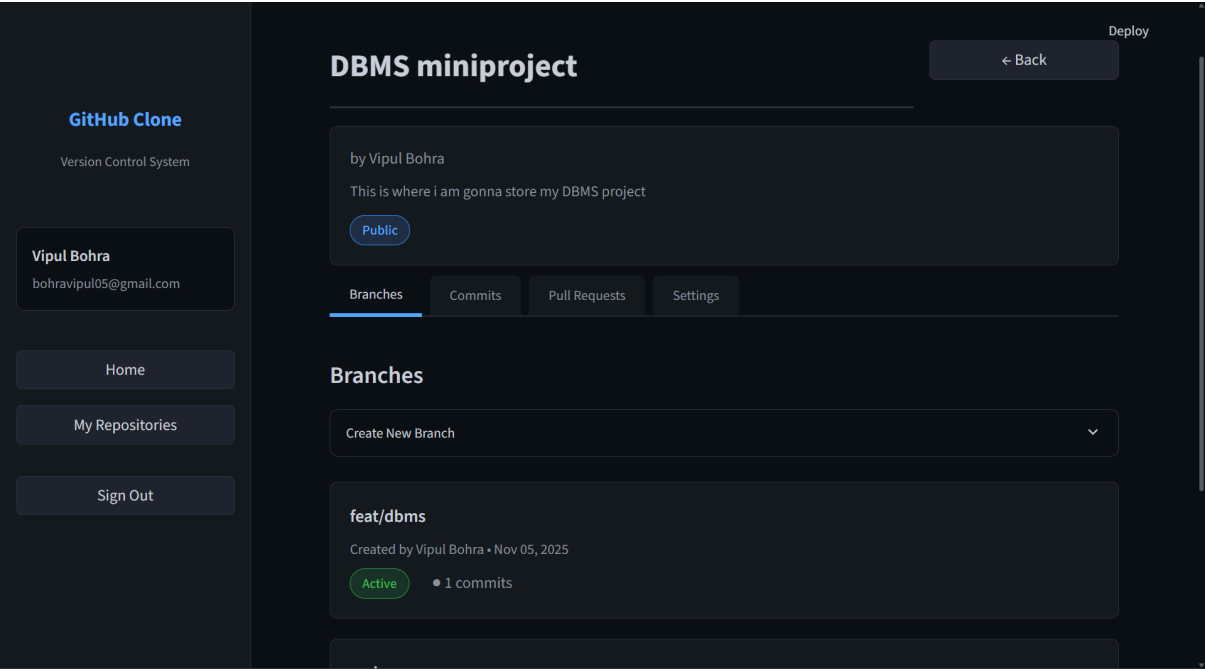 Deploy
GitHub Clone
Version Control System
Vipul Bohra
bohravipul05@gmail.com
Home
My Repositories
Sign Out
DBMS miniproject
← Back
by Vipul Bohra
This is where i am gonna store my DBMS project
Public
Branches Commits Pull Requests Settings
Branches
Create New Branch
feat/dbms
Created by Vipul Bohra • Nov 05, 2025
Active ● 1 commits